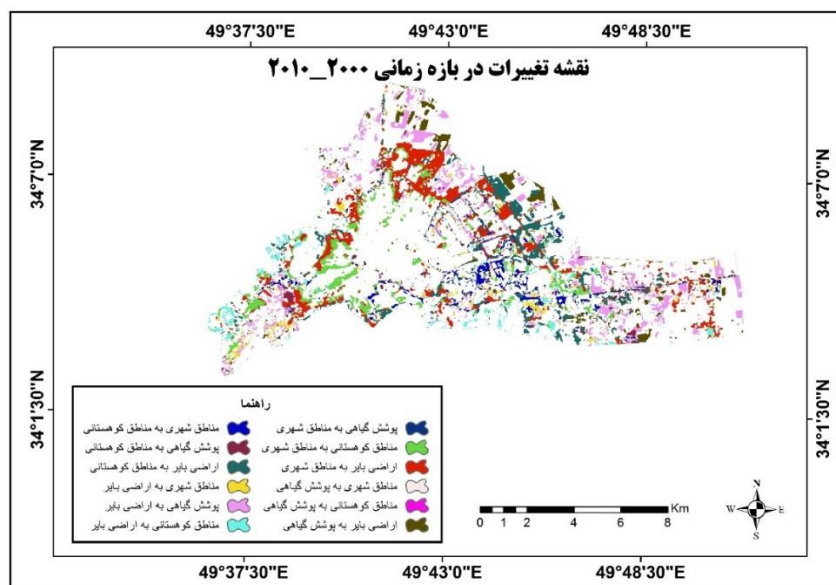 49°37'30"E 49°43'0"E 49°48'30"E
نقشه تغییرات در بازه زمانی ۲۰۰۰_۲۰۱۰
34°7'0"N 34°7'0"N
34°1'30"N 34°1'30"N
راهنما
پوشش گیاهی به مناطق شهری مناطق شهری به مناطق کوهستانی
مناطق کوهستانی به مناطق شهری پوشش گیاهی به مناطق کوهستانی
اراضی بایر به مناطق شهری اراضی بایر به مناطق کوهستانی
مناطق شهری به پوشش گیاهی مناطق شهری به اراضی بایر
مناطق کوهستانی به پوشش گیاهی پوشش گیاهی به اراضی بایر
اراضی بایر به پوشش گیاهی مناطق کوهستانی به اراضی بایر
Km
0 1 2 4 6 8
N
W E
S
49°37'30"E 49°43'0"E 49°48'30"E